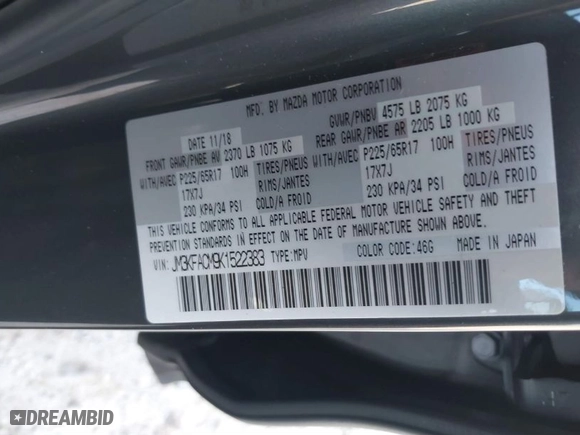 MFD. BY MAZDA MOTOR CORPORATION
DATE 11/18 GVWR/PNBV 4575 LB 2075 KG
FRONT GAWR/PNBE AV 2370 LB 1075 KG REAR GAWR/PNBE AR 2205 LB 1000 KG
WITH/AVEC P225/65R17 100H TIRES/PNEUS WITH/AVEC P225/65R17 100H TIRES/PNEUS
17X7J RIMS/JANTES 17X7J RIMS/JANTES
230 KPA/34 PSI COLD/A FROID 230 KPA/34 PSI COLD/A FROID
THIS VEHICLE CONFORMS TO ALL APPLICABLE FEDERAL MOTOR VEHICLE SAFETY AND THEFT
PREVENTION STANDARDS IN EFFECT ON THE DATE OF MANUFACTURE SHOWN ABOVE.
VIN: JM3KFACM9K1522383 TYPE:MPV COLOR CODE:46G MADE IN JAPAN
DREAMBID